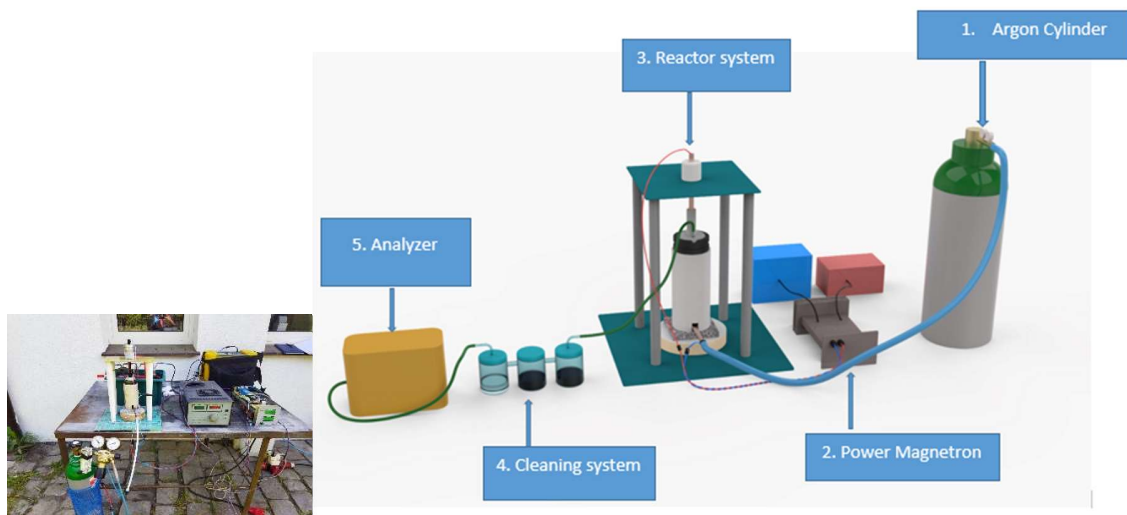 1. Argon Cylinder
3. Reactor system
5. Analyzer
4. Cleaning system
2. Power Magnetron